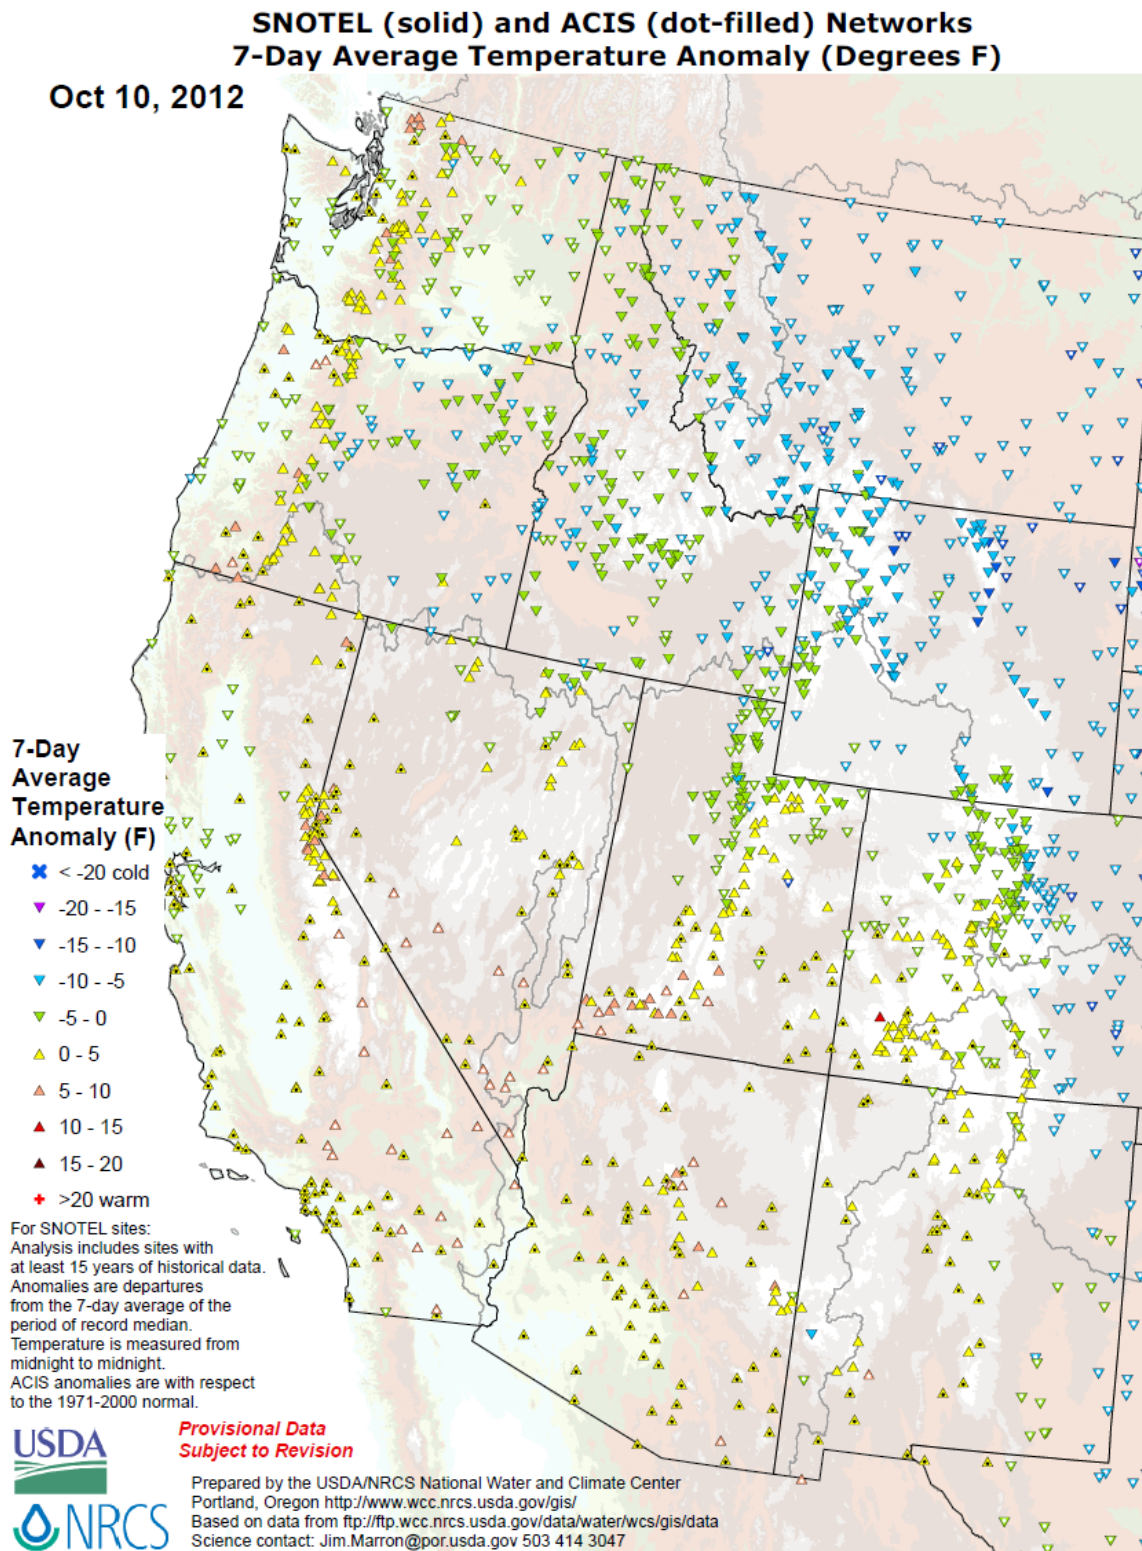 SNOTEL (solid) and ACIS (dot-filled) Networks
7-Day Average Temperature Anomaly (Degrees F)
Oct 10, 2012
7-Day
Average
Temperature
Anomaly (F)
< -20 cold
-20 - -15
-15 - -10
-10 - -5
-5 - 0
0 - 5
5 - 10
10 - 15
15 - 20
>20 warm
For SNOTEL sites:
Analysis includes sites with
at least 15 years of historical data.
Anomalies are departures
from the 7-day average of the
period of record median.
Temperature is measured from
midnight to midnight.
ACIS anomalies are with respect
to the 1971-2000 normal.
USDA
NRCS
Provisional Data
Subject to Revision
Prepared by the USDA/NRCS National Water and Climate Center
Portland, Oregon http://www.wcc.nrcs.usda.gov/gis/
Based on data from ftp://ftp.wcc.nrcs.usda.gov/data/water/wcs/gis/data
Science contact: Jim.Marron@por.usda.gov 503 414 3047